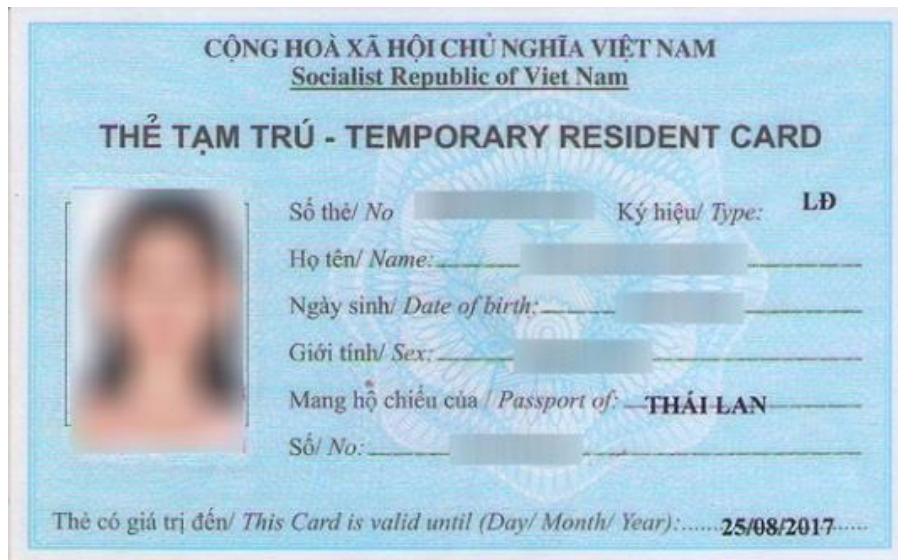 CỘNG HOÀ XÃ HỘI CHỦ NGHĨA VIỆT NAM
Socialist Republic of Viet Nam
THẺ TẠM TRÚ - TEMPORARY RESIDENT CARD
Số thẻ/ No Ký hiệu/ Type: LĐ
Họ tên/ Name:
Ngày sinh/ Date of birth:
Giới tính/ Sex:
Mang hộ chiếu của / Passport of: THÁI LAN
Số/ No:
Thẻ có giá trị đến/ This Card is valid until (Day/ Month/ Year):.....25/08/2017